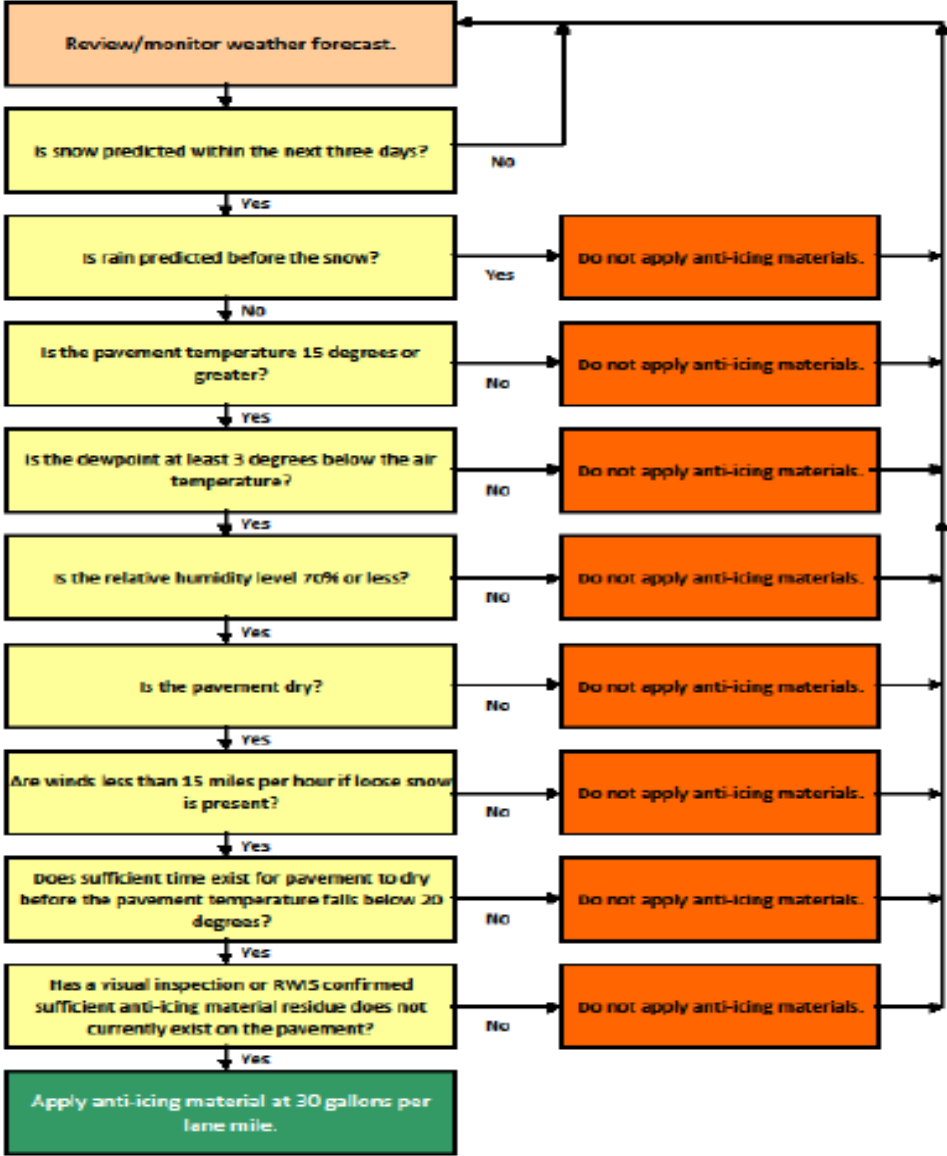 Review/monitor weather forecast.
Is snow predicted within the next three days?
No
Yes
Is rain predicted before the snow?
Yes
Do not apply anti-icing materials.
No
Is the pavement temperature 15 degrees or
greater?
No
Do not apply anti-icing materials.
Yes
Is the dewpoint at least 3 degrees below the air
temperature?
No
Do not apply anti-icing materials.
Yes
Is the relative humidity level 70% or less?
No
Do not apply anti-icing materials.
Yes
Is the pavement dry?
No
Do not apply anti-icing materials.
Yes
Are winds less than 15 miles per hour if loose snow
is present?
No
Do not apply anti-icing materials.
Yes
Does sufficient time exist for pavement to dry
before the pavement temperature falls below 20
degrees?
No
Do not apply anti-icing materials.
Yes
Has a visual inspection or RWIS confirmed
sufficient anti-icing material residue does not
currently exist on the pavement?
No
Do not apply anti-icing materials.
Yes
Apply anti-icing material at 30 gallons per
lane mile.